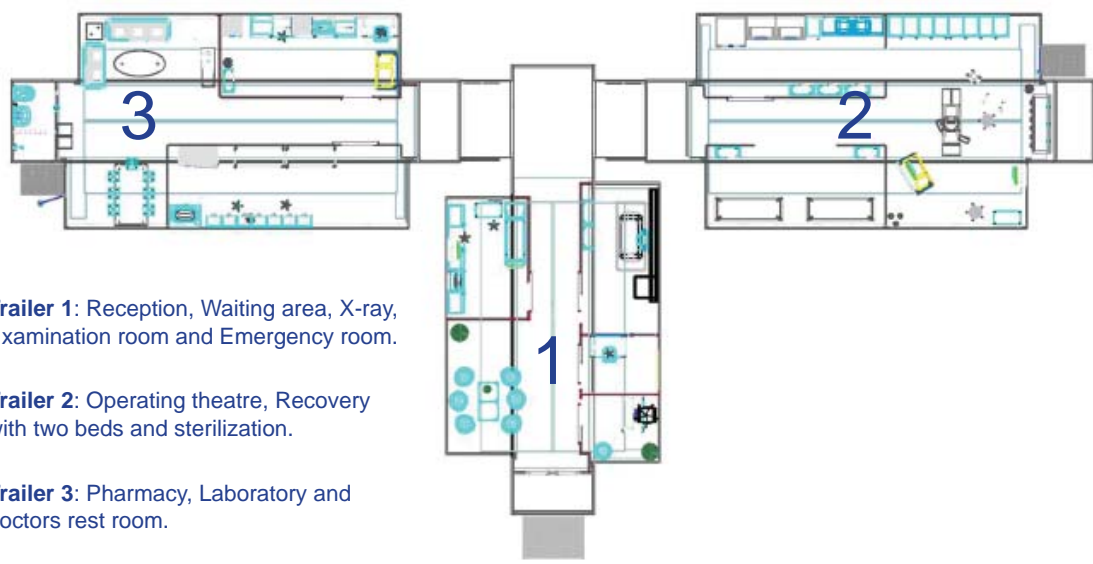 3
2
1
railer 1: Reception, Waiting area, X-ray,
xamination room and Emergency room.
railer 2: Operating theatre, Recovery
ith two beds and sterilization.
railer 3: Pharmacy, Laboratory and
octors rest room.